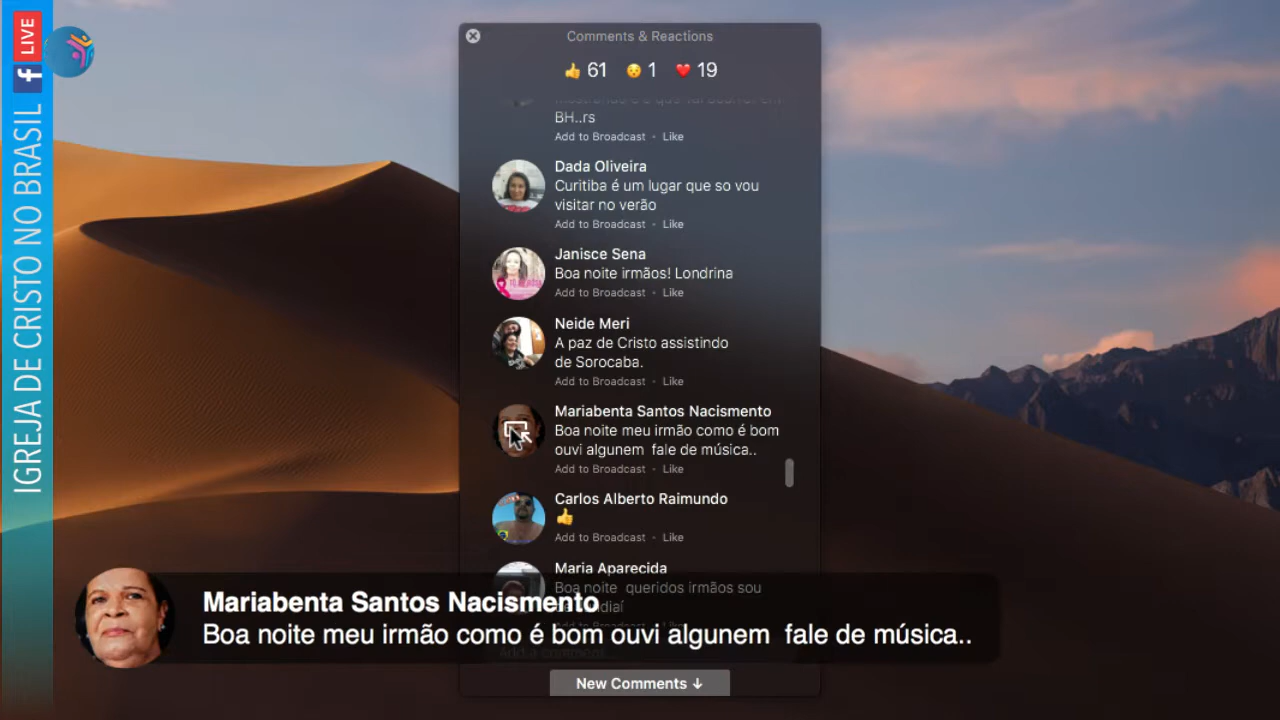 LIVE
f
IGREJA DE CRISTO NO BRASIL
Comments & Reactions
👍 61 😯 1 ❤️ 19
BH..rs
Add to Broadcast · Like
Dada Oliveira
Curitiba é um lugar que so vou
visitar no verão
Add to Broadcast · Like
Janisce Sena
Boa noite irmãos! Londrina
Add to Broadcast · Like
Neide Meri
A paz de Cristo assistindo
de Sorocaba.
Add to Broadcast · Like
Mariabenta Santos Nacismento
Boa noite meu irmão como é bom
ouvi algunem  fale de música..
Add to Broadcast · Like
Carlos Alberto Raimundo
👍
Add to Broadcast · Like
Maria Aparecida
Boa noite  queridos irmãos sou
Mariabenta Santos Nacismento
Boa noite meu irmão como é bom ouvi algunem  fale de música..
Add a comment
New Comments ↓